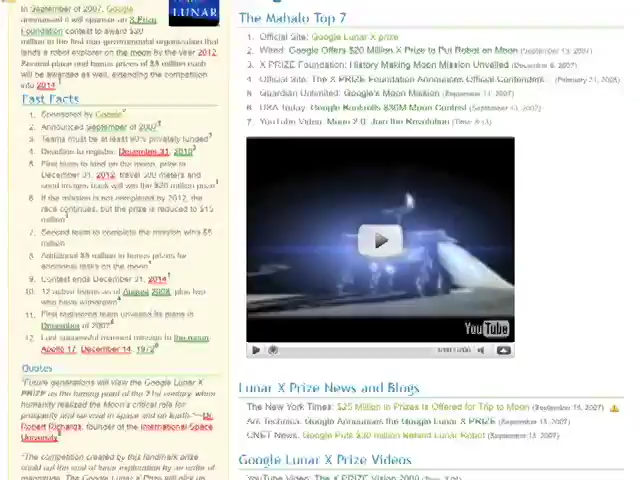 In September of 2007, Google
announced it will sponsor an X Prize
Foundation contest to award $20
million to the first non-governmental organization that
lands a robot explorer on the moon by the year 2012.
Second place and bonus prizes of $5 million each
will be awarded as well, extending the competition
into 2014.
LUNAR
Fast Facts
1. Sponsored by Google
2. Announced September of 2007
3. Teams must be at least 90% privately funded
4. Deadline to register: December 31, 2010
5. First team to land on the moon, prior to
December 31, 2012, travel 500 meters and
send images back will win the $20 million prize
6. If the mission is not completed by 2012, the
race continues, but the prize is reduced to $15
million
7. Second team to complete the mission wins $5
million
8. Additional $5 million in bonus prizes for
additional tasks on the moon
9. Contest ends December 31, 2014
10. 12 active teams as of August 2008, plus two
who have withdrawn
11. First registered team unveiled its plans in
December of 2007
12. Last successful manned mission to the moon:
Apollo 17, December 14, 1972
Quotes
"Future generations will view the Google Lunar X
PRIZE as the turning point of the 21st century, when
humanity realized the Moon's critical role for
prosperity and survival in space and on Earth."—Dr.
Robert Richards, founder of the International Space
University
"The competition created by this landmark prize
The Mahalo Top 7
1. Official Site: Google Lunar X prize
2. Wired: Google Offers $20 Million X Prize to Put Robot on Moon (September 13, 2007)
3. X PRIZE Foundation: History Making Moon Mission Unveiled (December 6, 2007)
4. Official Site: The X PRIZE Foundation Announces Official Contenders... (February 21, 2008)
5. Guardian Unlimited: Google's Moon Mission (September 14, 2007)
6. USA Today: Google Bankrolls $30M Moon Contest (September 13, 2007)
7. YouTube Video: Moon 2.0: Join the Revolution
YouTube
Lunar X Prize News and Blogs
The New York Times: $25 Million in Prizes Is Offered for Trip to Moon (September 14, 2007)
Ars Technica: Google Announces the Google Lunar X PRIZE (September 13, 2007)
CNET News: Google Puts $30 million behind Lunar Robot (September 13, 2007)
Google Lunar X Prize Videos
YouTube Video: The X PRIZE Vision 2008